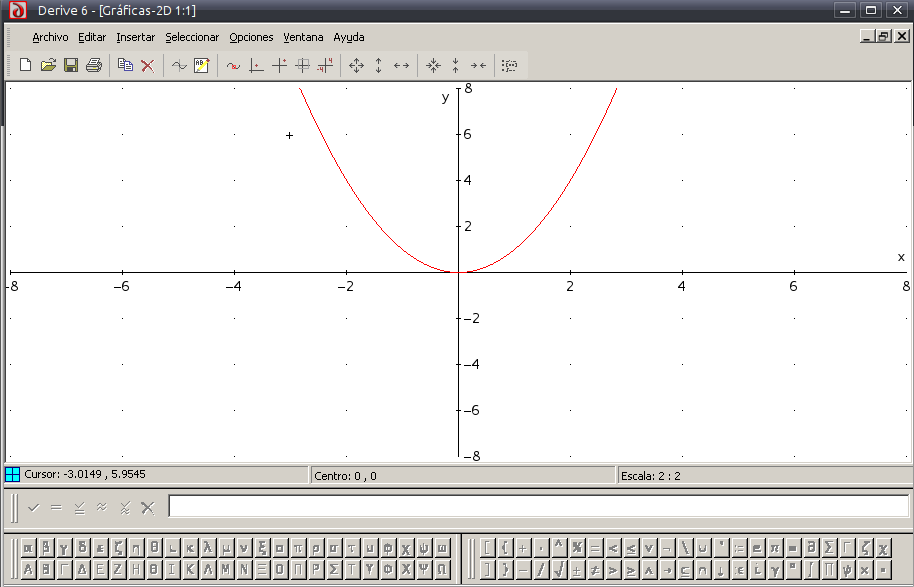 Derive 6 - [Gráficas-2D 1:1]
Archivo Editar Insertar Seleccionar Opciones Ventana Ayuda
y 8
6
4
2
x
-8 -6 -4 -2 2 4 6 8
-2
-4
-6
-8
Cursor: -3.0149 , 5.9545 Centro: 0 , 0 Escala: 2 : 2
α β γ δ ε ζ η θ ι κ λ μ ν ξ ο π ρ σ τ υ φ χ ψ ω
Α Β Γ Δ Ε Ζ Η Θ Ι Κ Λ Μ Ν Ξ Ο Π Ρ Σ Τ Υ Φ Χ Ψ Ω